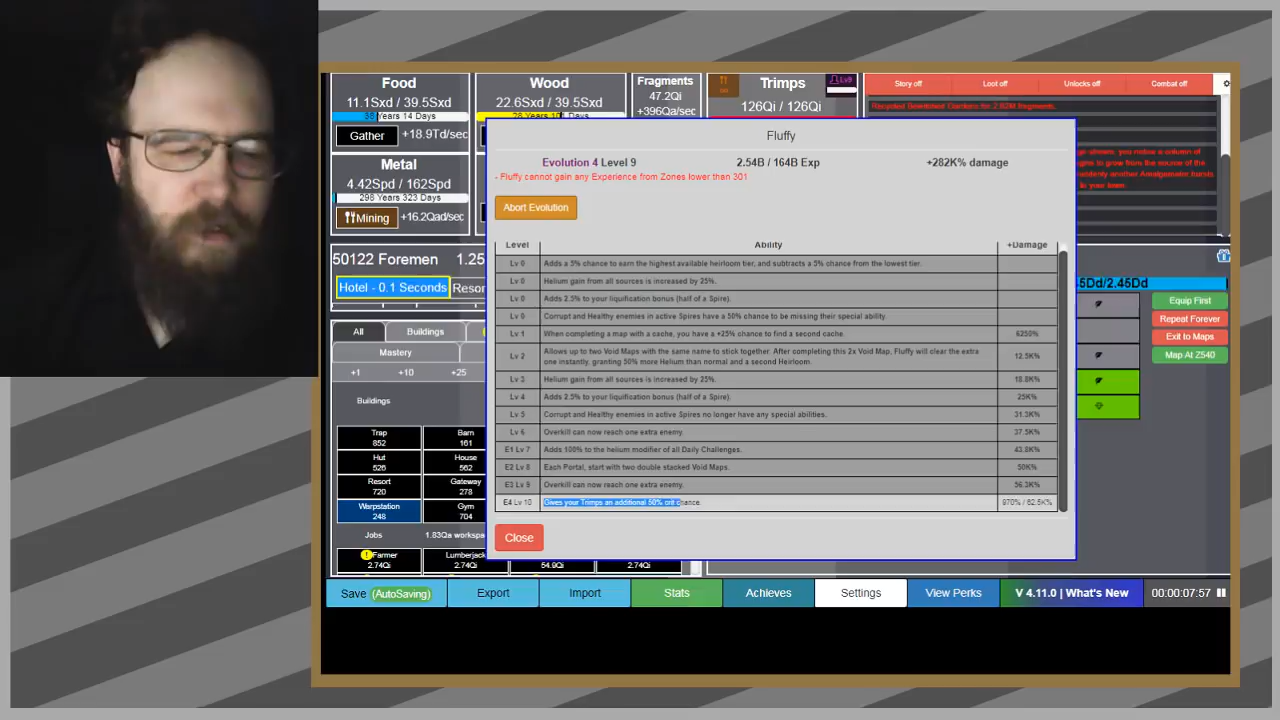 Food
11.1Sxd / 39.5Sxd
Gather
+18.9Td/sec
Wood
22.6Sxd / 39.5Sxd
Fragments
47.2Qi
+396Qa/sec
Trimps
126Qi / 126Qi
Story off
Loot off
Unlocks off
Combat off
Metal
4.42Spd / 162Spd
298 Years 323 Days
Mining
+16.2Qad/sec
Fluffy
Evolution 4 Level 9
2.54B / 164B Exp
+282K% damage
- Fluffy cannot gain any Experience from Zones lower than 301
Abort Evolution
Level
Ability
+Damage
Lv 0
Adds a 5% chance to earn the highest available heirloom tier, and subtracts a 5% chance from the lowest tier.
Lv 0
Helium gain from all sources is increased by 25%.
Lv 0
Adds 2.5% to your liquification bonus (half of a Spire).
Lv 0
Corrupt and Healthy enemies in active Spires have a 50% chance to be missing their special ability.
Lv 1
When completing a map with a cache, you have a +25% chance to find a second cache.
6250%
Lv 2
Allows up to two Void Maps with the same name to stick together. After completing this 2x Void Map, Fluffy will clear the extra
one instantly, granting 50% more Helium than normal and a second Heirloom.
12.5K%
Lv 3
Helium gain from all sources is increased by 25%.
18.8K%
Lv 4
Adds 2.5% to your liquification bonus (half of a Spire).
25K%
Lv 5
Corrupt and Healthy enemies in active Spires no longer have any special abilities.
31.3K%
Lv 6
Overkill can now reach one extra enemy.
37.5K%
E1 Lv 7
Adds 100% to the helium modifier of all Daily Challenges.
43.8K%
E2 Lv 8
Each Portal, start with two double stacked Void Maps.
50K%
E3 Lv 9
Overkill can now reach one extra enemy.
56.3K%
E4 Lv 10
Gives your Trimps an additional 50% crit chance.
970% / 62.5K%
Close
50122 Foremen
1.25
Hotel - 0.1 Seconds
Resor
5Dd/2.45Dd
Equip First
Repeat Forever
Exit to Maps
Map At Z540
All
Buildings
Mastery
+1
+10
+25
Buildings
Trap
852
Barn
161
Hut
526
House
562
Resort
720
Gateway
278
Warpstation
248
Gym
704
Jobs
1.83Qa workspa
Farmer
2.74Qi
Lumberjack
2.74Qi
54.9Qi
2.74Qi
Save (AutoSaving)
Export
Import
Stats
Achieves
Settings
View Perks
V 4.11.0 | What's New
00:00:07:57